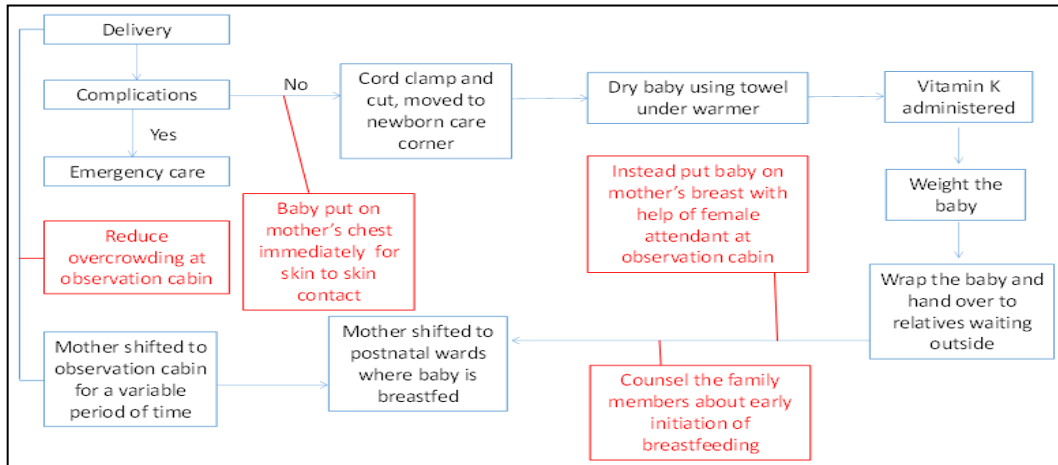 Delivery
Complications
No
Yes
Emergency care
Cord clamp and
cut, moved to
newborn care
corner
Dry baby using towel
under warmer
Vitamin K
administered
Weight the
baby
Wrap the baby and
hand over to
relatives waiting
outside
Baby put on
mother's chest
immediately for
skin to skin
contact
Instead put baby on
mother's breast with
help of female
attendant at
observation cabin
Reduce
overcrowding at
observation cabin
Mother shifted to
observation cabin
for a variable
period of time
Mother shifted to
postnatal wards
where baby is
breastfed
Counsel the family
members about early
initiation of
breastfeeding